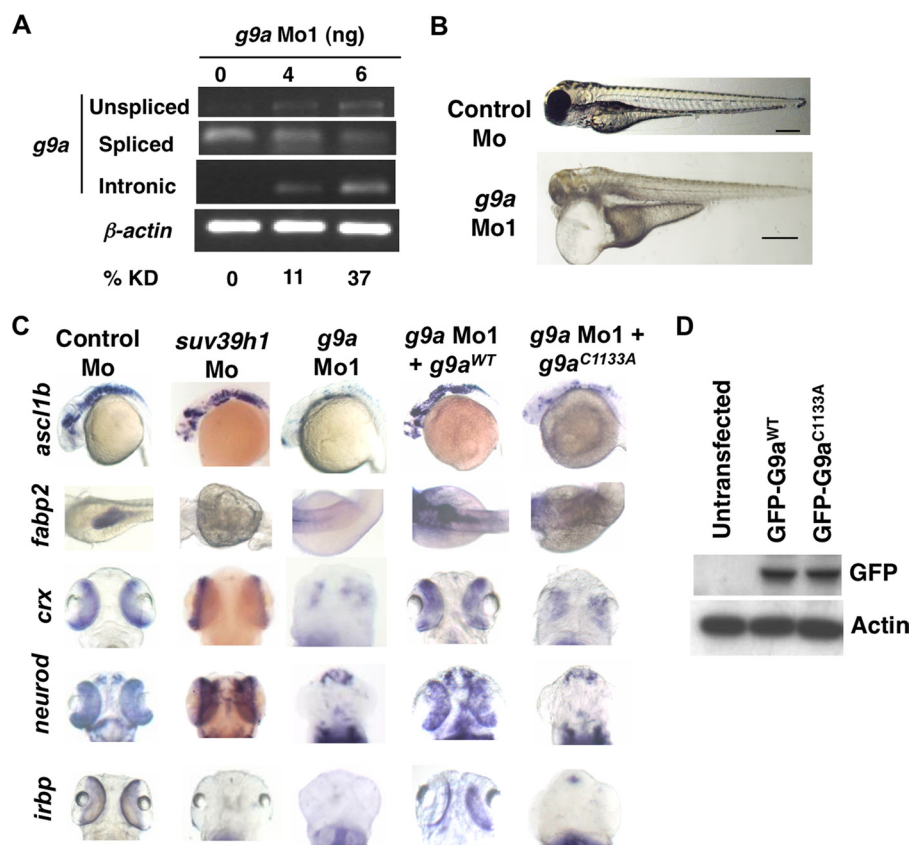 A
g9a Mo1 (ng)
0 4 6
g9a
Unspliced
Spliced
Intronic
β-actin
% KD 0 11 37
B
Control
Mo
g9a
Mo1
C
Control
Mo
suv39h1
Mo
g9a
Mo1
g9a Mo1
+ g9aWT
g9a Mo1 +
g9aC1133A
ascl1b
fabp2
crx
neurod
irbp
D
Untransfected
GFP-G9aWT
GFP-G9aC1133A
GFP
Actin